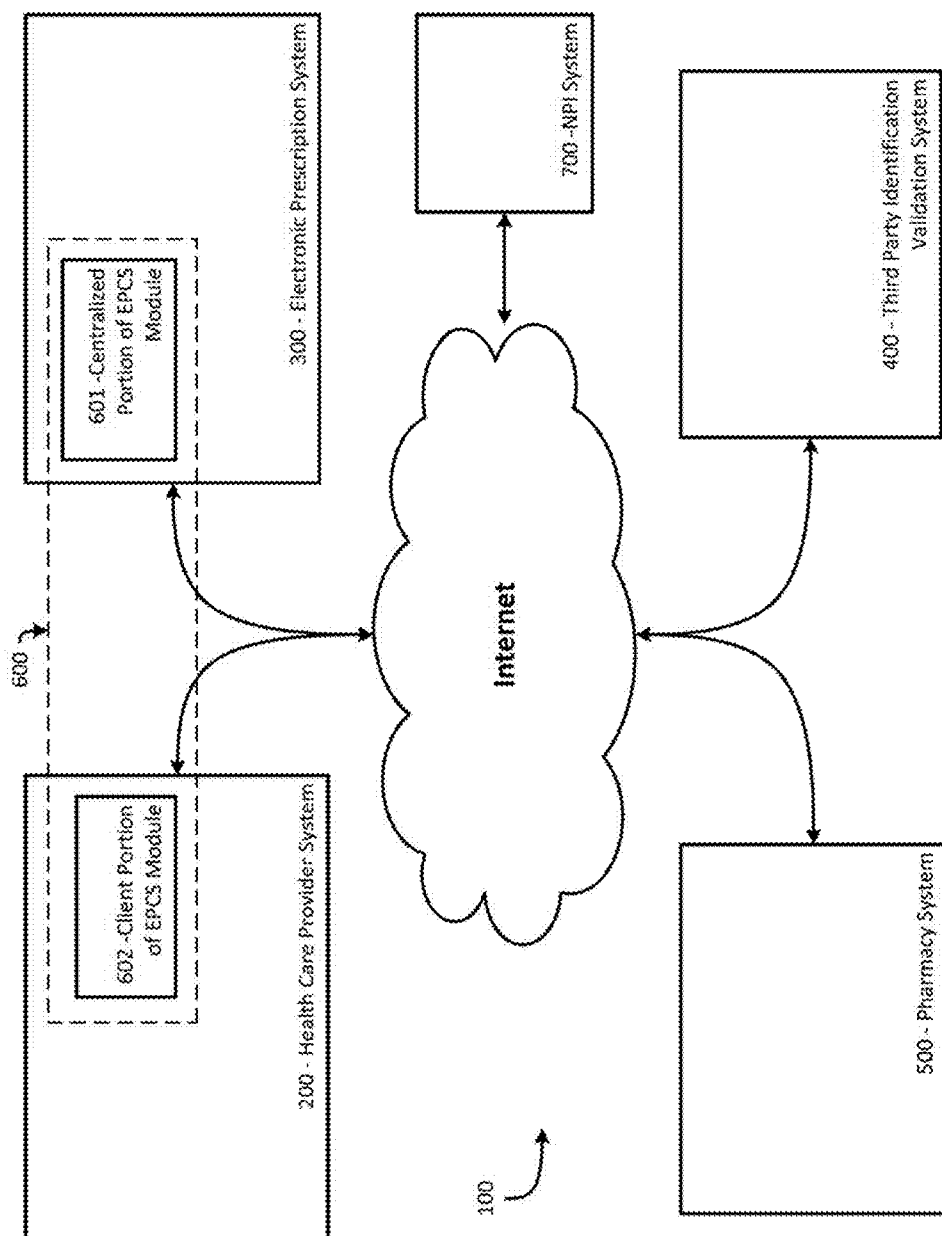 600
602 -Client Portion
of EPCS Module
200 - Health Care Provider System
601 -Centralized
Portion of EPCS
Module
300 - Electronic Prescription System
Internet
700 -NPI System
100
500 - Pharmacy System
400 - Third Party Identification
Validation System